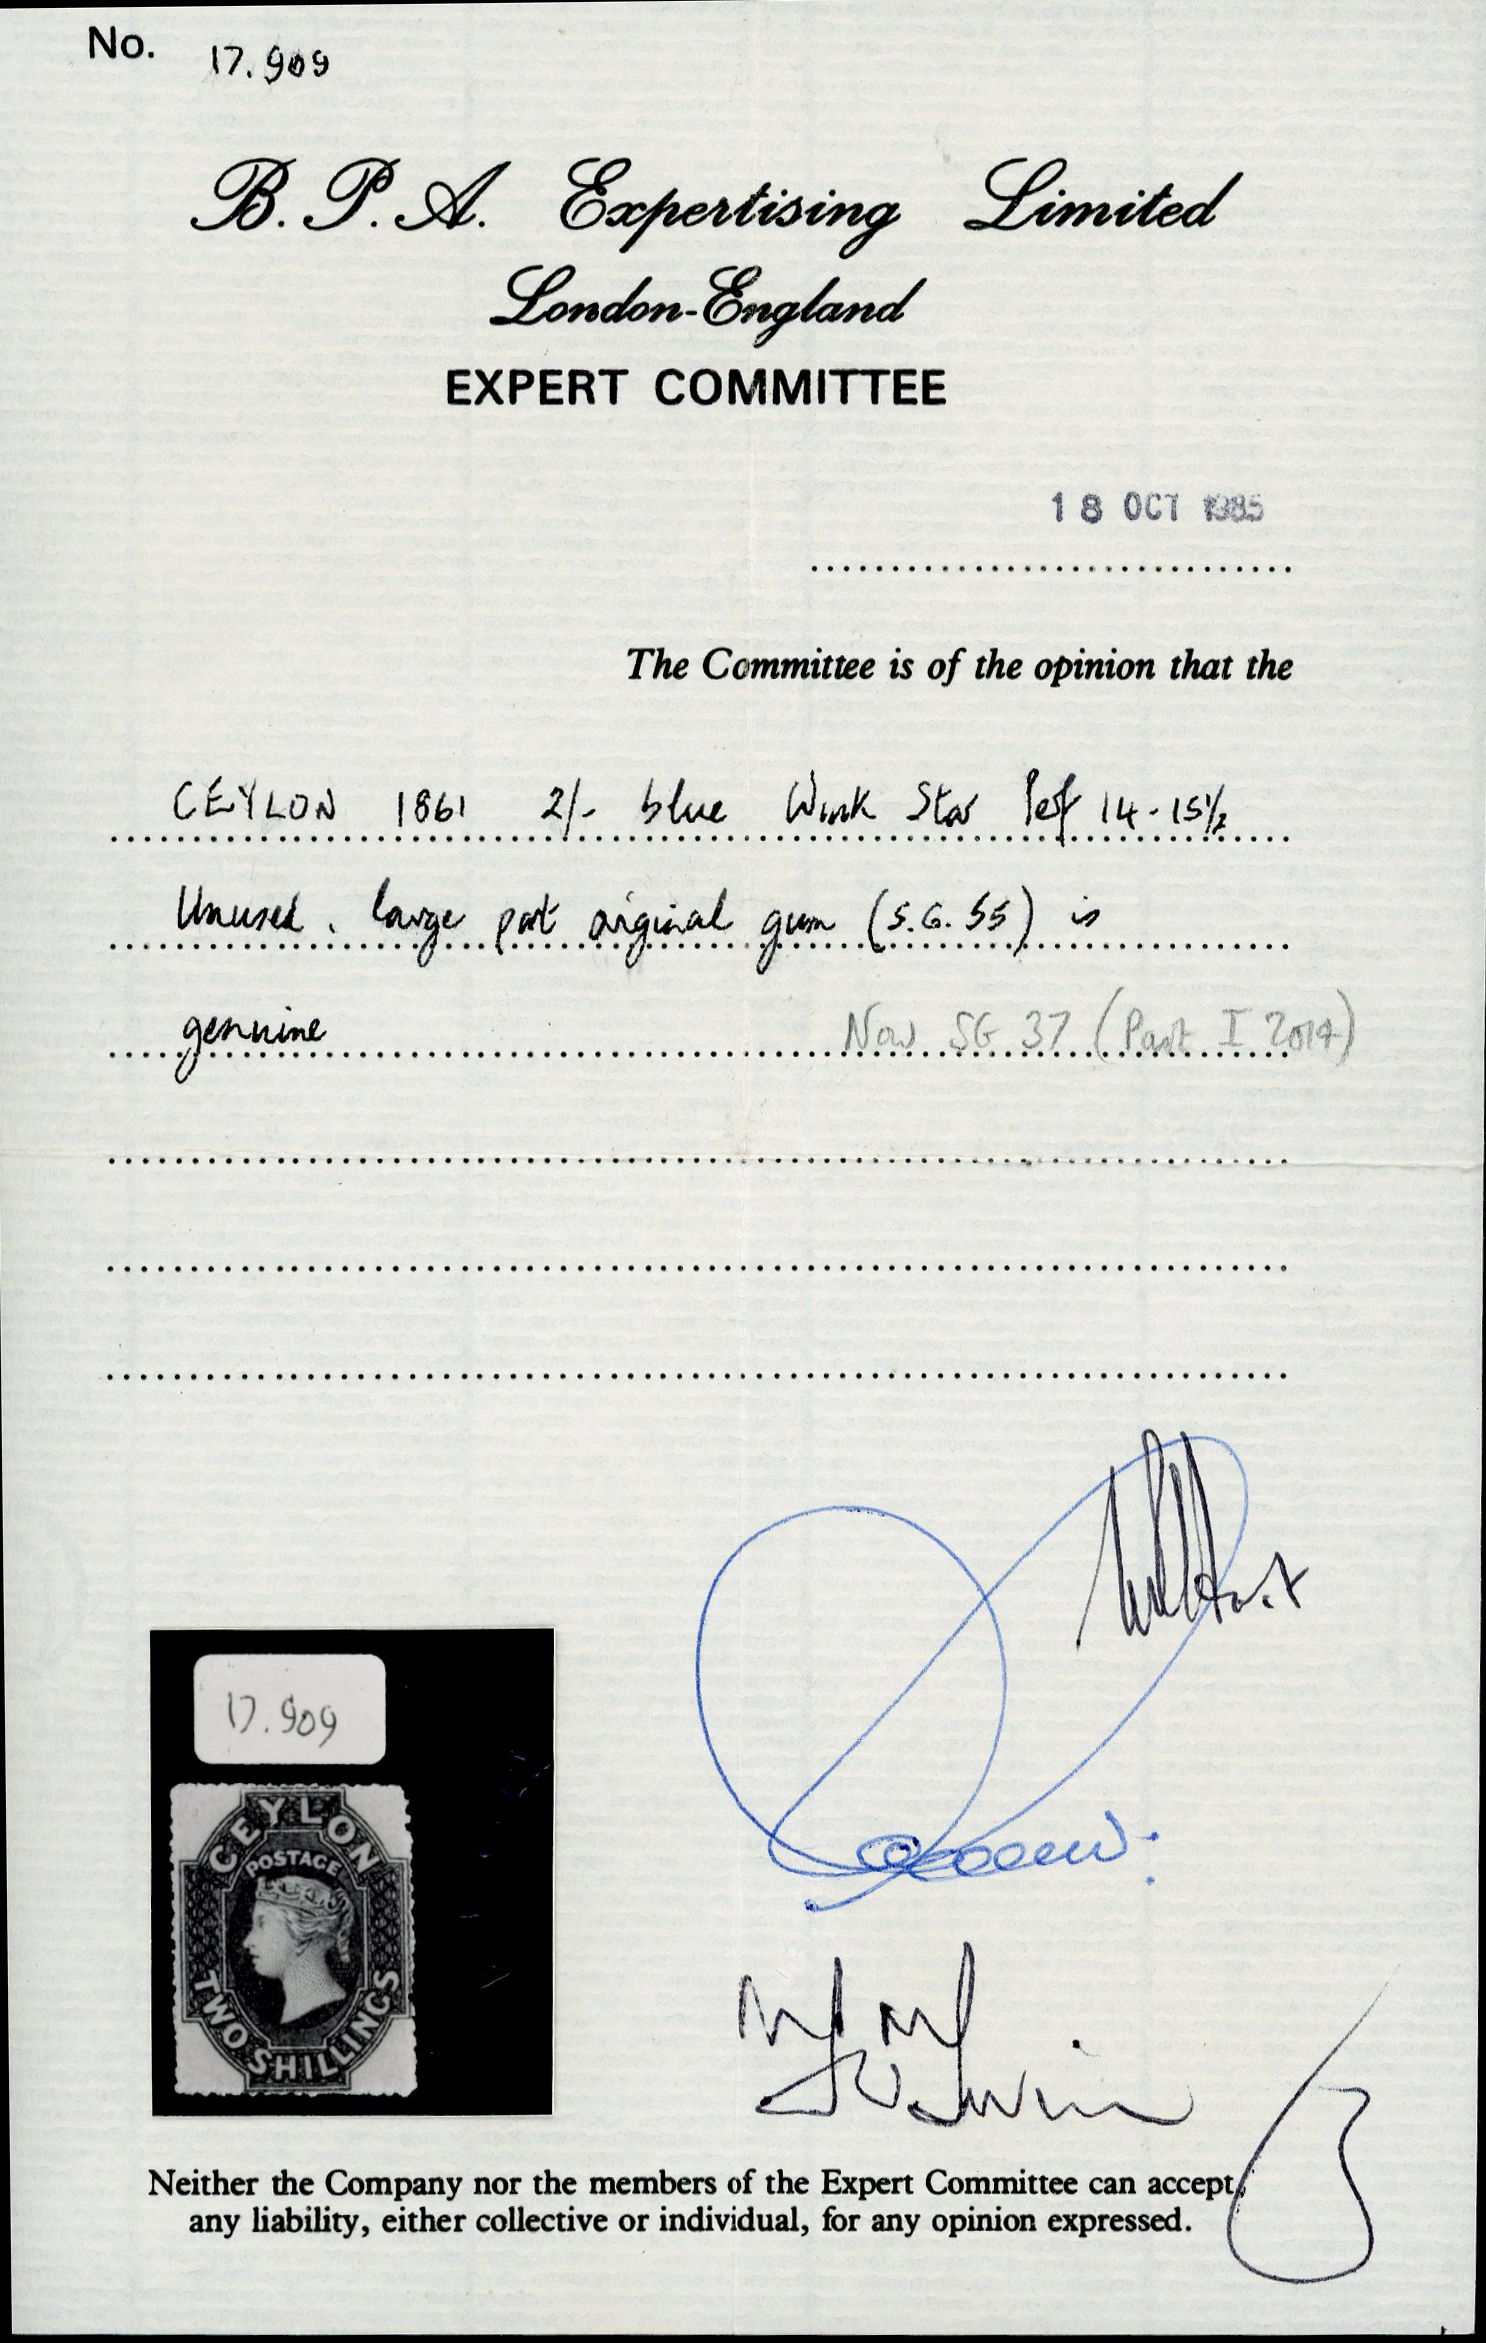 No. 17.909
B.P.A. Expertising Limited
London-England
EXPERT COMMITTEE
18 OCT 1985
The Committee is of the opinion that the
CEYLON 1861 2/- blue Wmk Star Perf 14-15½
Unused. large part original gum (S.G. 55) is
genuine
Now SG 37 (Part I 2014)
17.909
CEYLON
POSTAGE
TWO SHILLINGS
Neither the Company nor the members of the Expert Committee can accept
any liability, either collective or individual, for any opinion expressed.